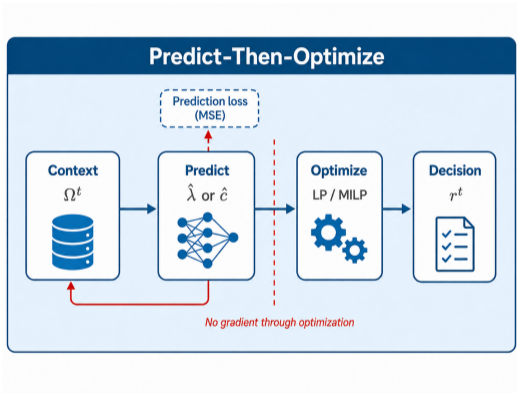 Predict-Then-Optimize
Prediction loss
(MSE)
Context
Ωᵗ
Predict
λ̂ or ĉ
Optimize
LP / MILP
Decision
rᵗ
No gradient through optimization